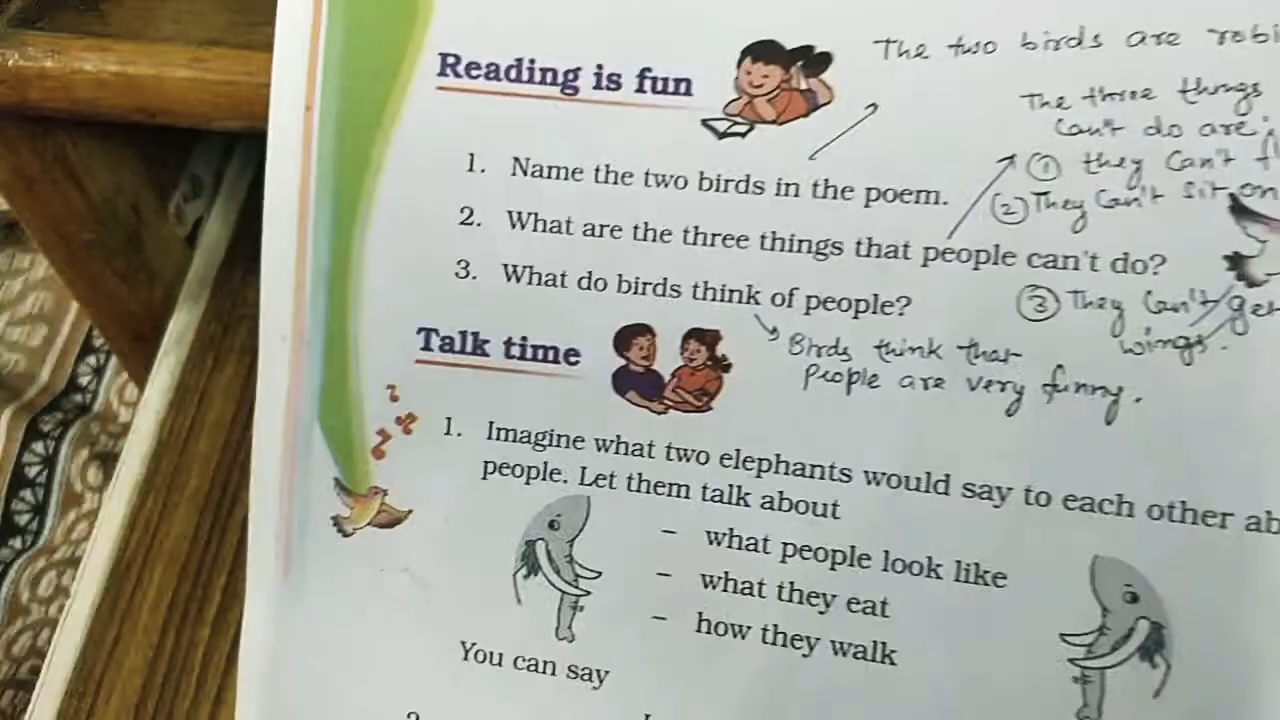 The two birds are robi
Reading is fun
The three things
can't do are;
1. Name the two birds in the poem.
① they can't f
② They can't sit on
2. What are the three things that people can't do?
3. What do birds think of people?
③ They can't get
wings.
Birds think that
people are very funny.
Talk time
1. Imagine what two elephants would say to each other ab
people. Let them talk about
– what people look like
– what they eat
– how they walk
You can say